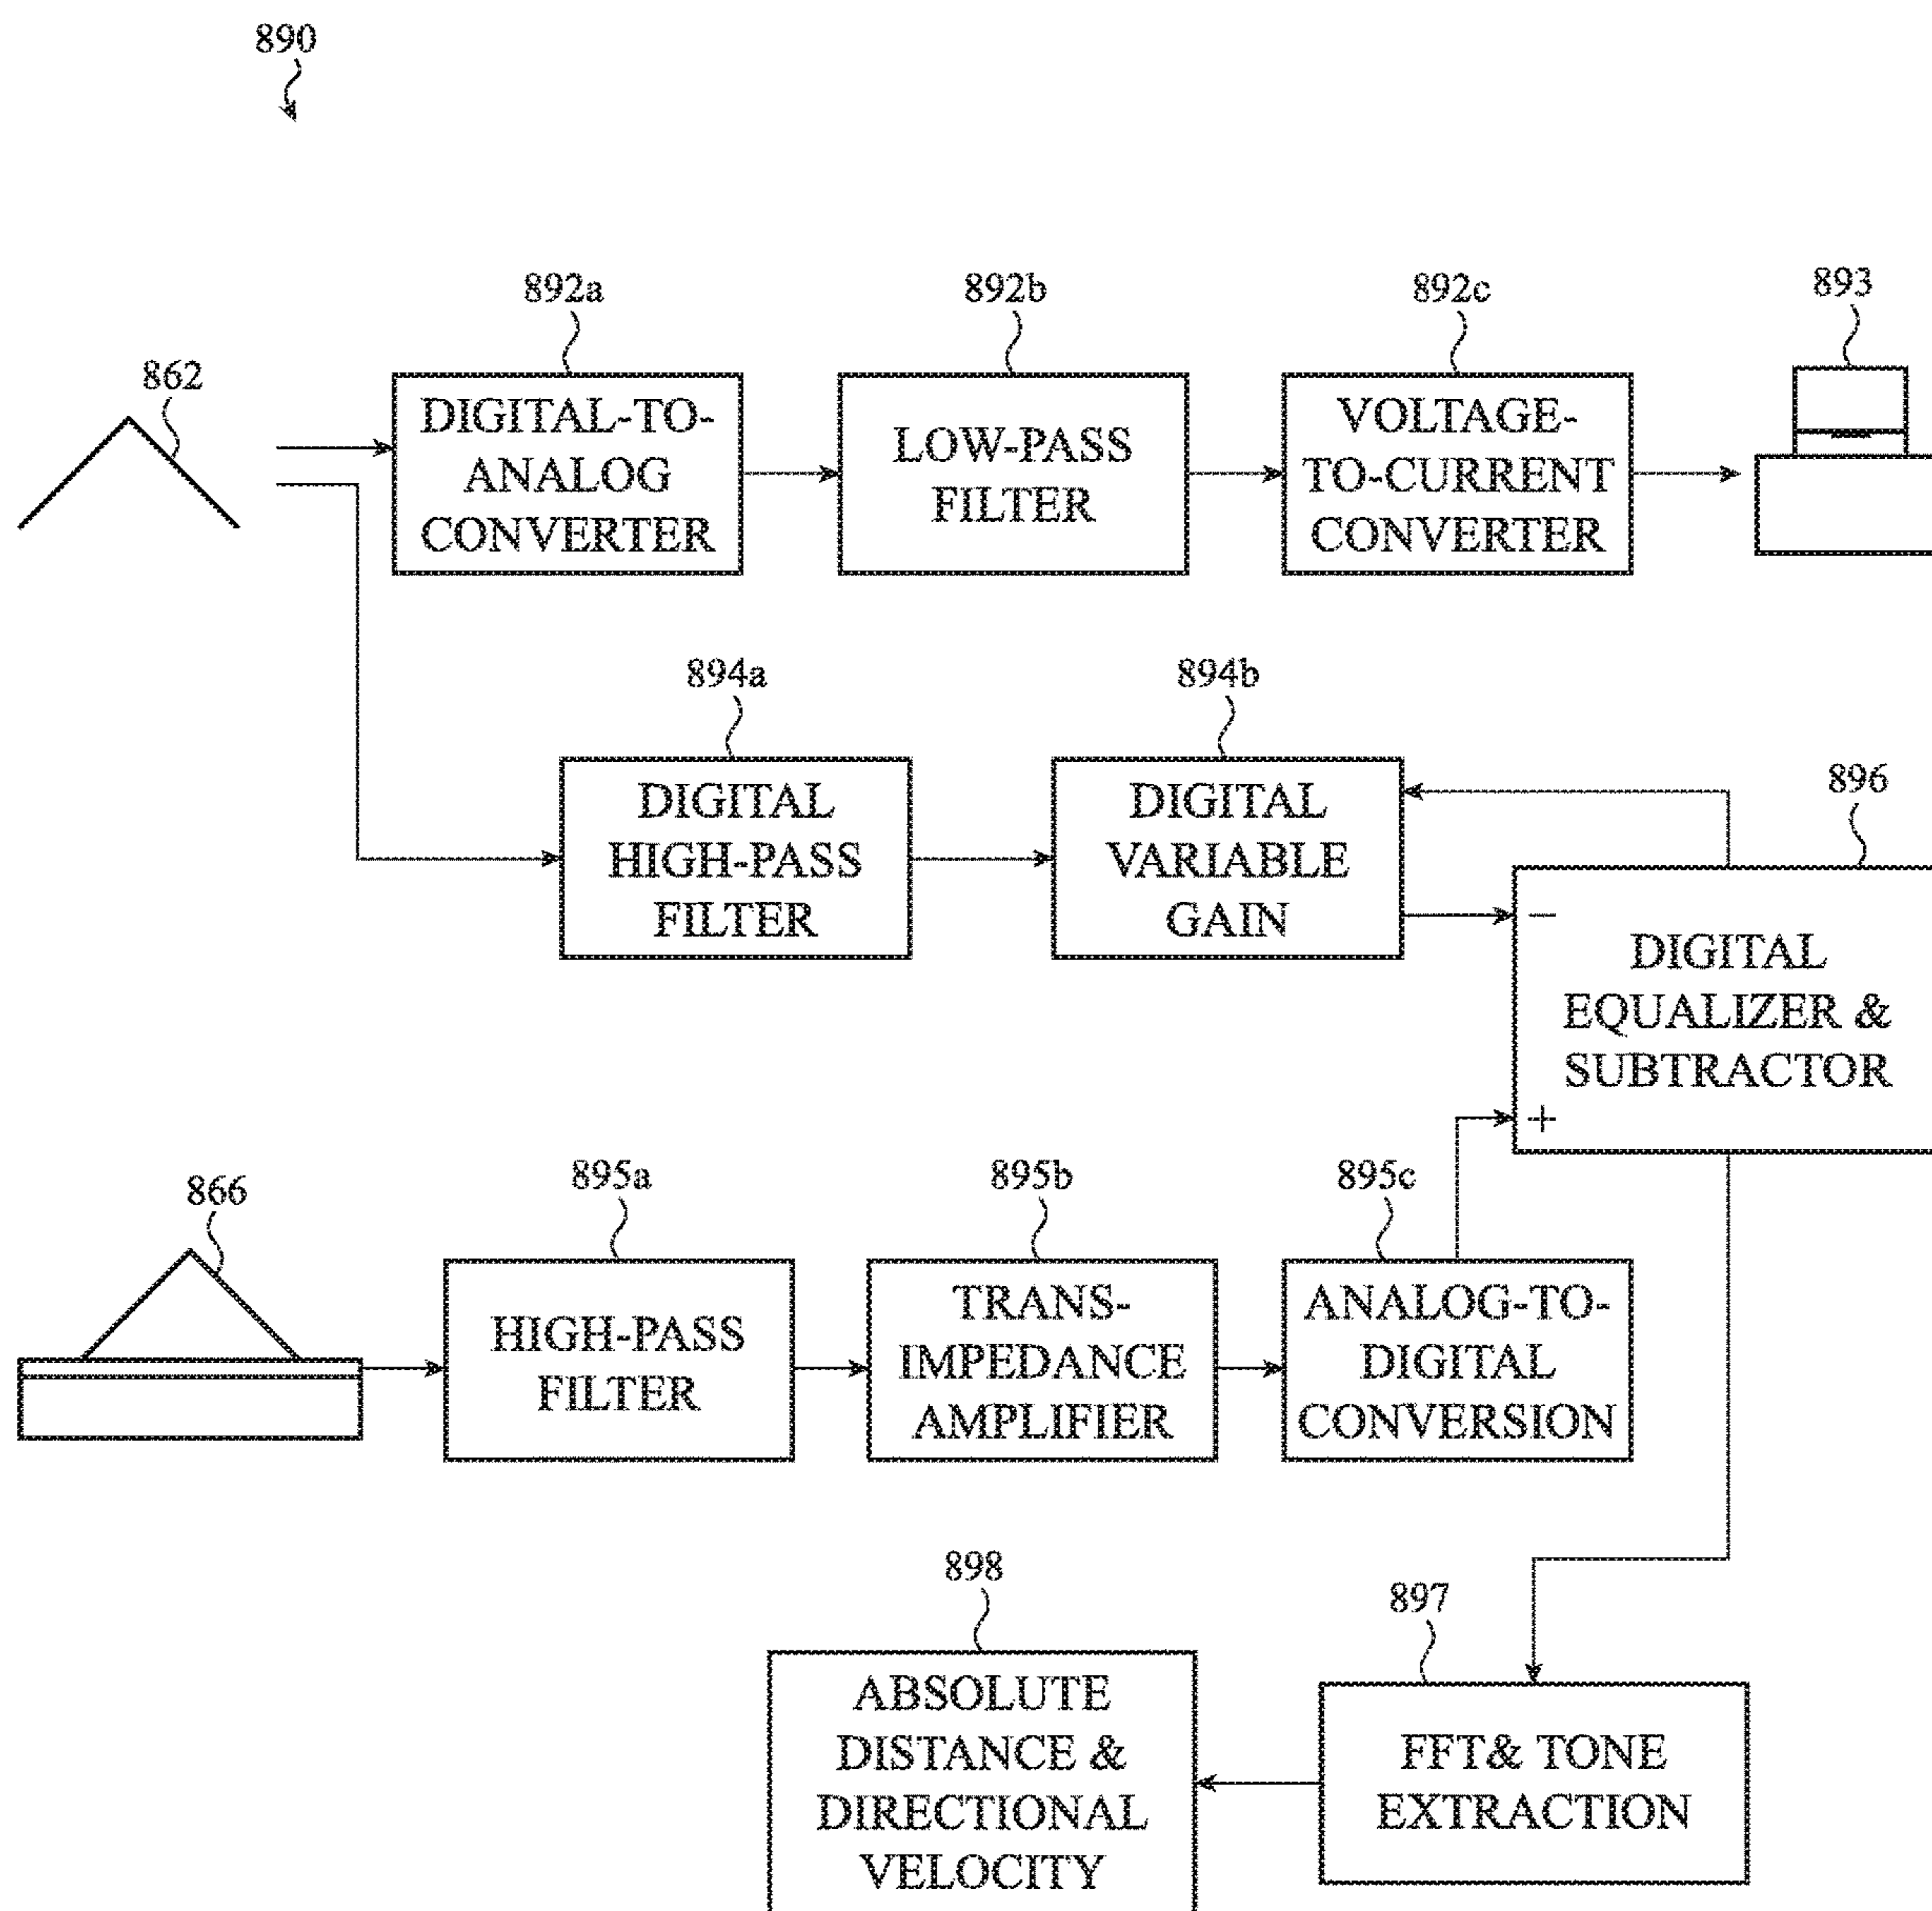 890
892a
892b
892c
893
862
DIGITAL-TO-
ANALOG
CONVERTER
LOW-PASS
FILTER
VOLTAGE-
TO-CURRENT
CONVERTER
894a
894b
896
DIGITAL
HIGH-PASS
FILTER
DIGITAL
VARIABLE
GAIN
−
DIGITAL
EQUALIZER &
SUBTRACTOR
+
866
895a
895b
895c
HIGH-PASS
FILTER
TRANS-
IMPEDANCE
AMPLIFIER
ANALOG-TO-
DIGITAL
CONVERSION
898
897
ABSOLUTE
DISTANCE &
DIRECTIONAL
VELOCITY
FFT& TONE
EXTRACTION